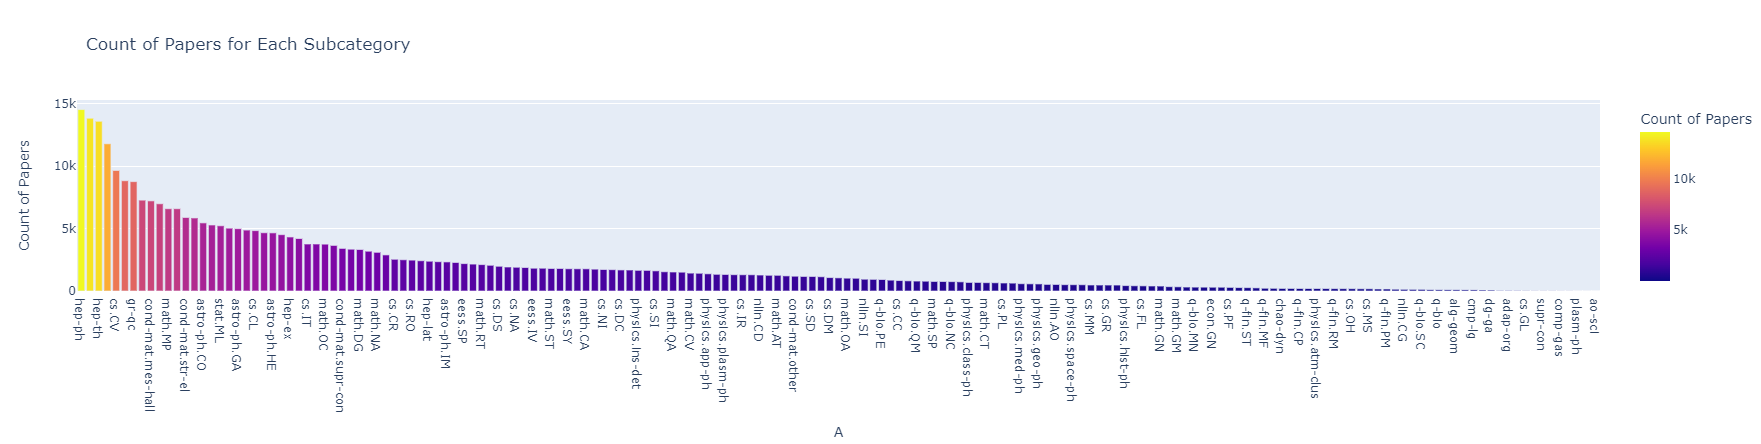 Count of Papers for Each Subcategory
Count of Papers
15k
10k
5k
0
hep-ph
hep-th
cs.CV
gr-qc
cond-mat.mes-hall
math.MP
cond-mat.str-el
astro-ph.CO
stat.ML
astro-ph.GA
cs.CL
astro-ph.HE
hep-ex
cs.IT
math.OC
cond-mat.supr-con
math.DG
math.NA
cs.CR
cs.RO
hep-lat
astro-ph.IM
eess.SP
math.RT
cs.DS
cs.NA
eess.IV
math.ST
eess.SY
math.CA
cs.NI
cs.DC
physics.ins-det
cs.SI
math.QA
math.CV
physics.app-ph
physics.plasm-ph
cs.IR
nlin.CD
math.AT
cond-mat.other
cs.SD
cs.DM
math.OA
nlin.SI
q-bio.PE
cs.CC
q-bio.QM
math.SP
q-bio.NC
physics.class-ph
math.CT
cs.PL
physics.med-ph
physics.geo-ph
nlin.AO
physics.space-ph
cs.MM
cs.GR
physics.hist-ph
cs.FL
math.GN
math.GM
q-bio.MN
econ.GN
cs.PF
q-fin.ST
q-fin.MF
chao-dyn
q-fin.CP
physics.atm-clus
q-fin.RM
cs.OH
cs.MS
q-fin.PM
nlin.CG
q-bio.SC
q-bio
alg-geom
cmp-lg
dg-ga
adap-org
cs.GL
supr-con
comp-gas
plasm-ph
ao-sci
A
Count of Papers
10k
5k